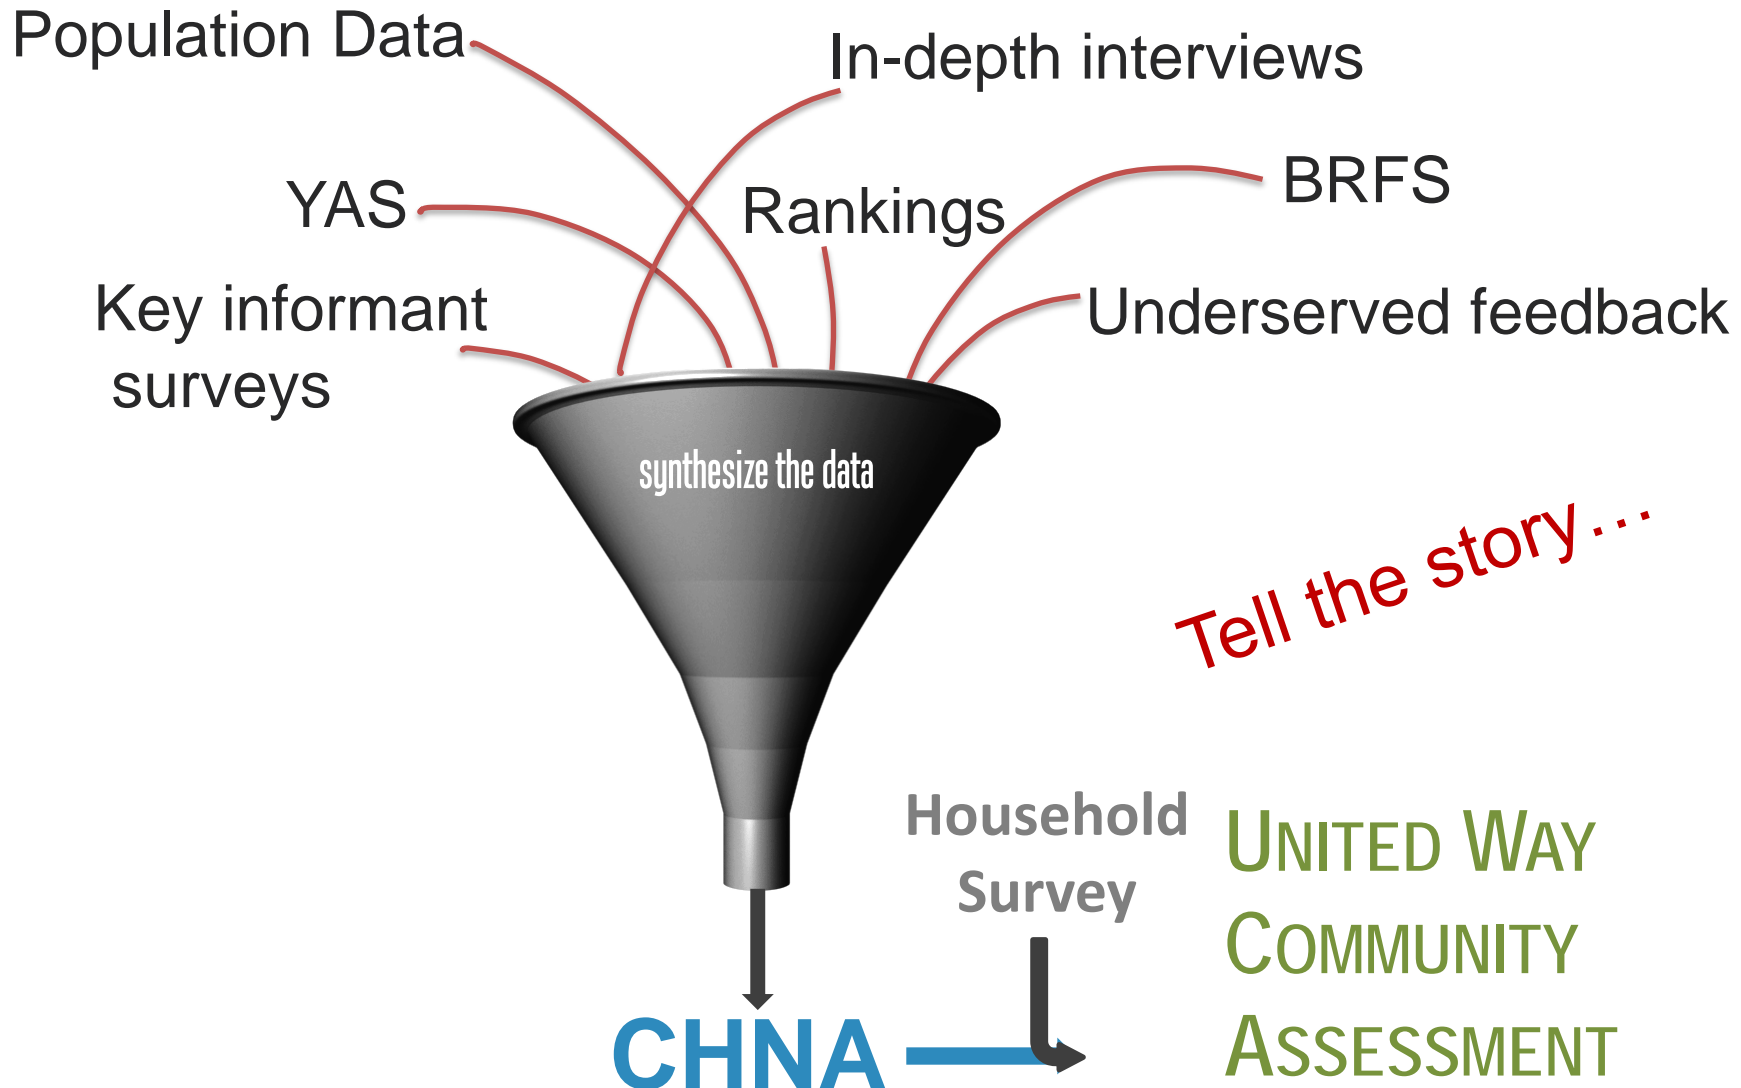 Population Data
In-depth interviews
YAS
Rankings
BRFS
Key informant
surveys
Underserved feedback
synthesize the data
Tell the story…
Household
Survey
UNITED WAY
COMMUNITY
ASSESSMENT
CHNA